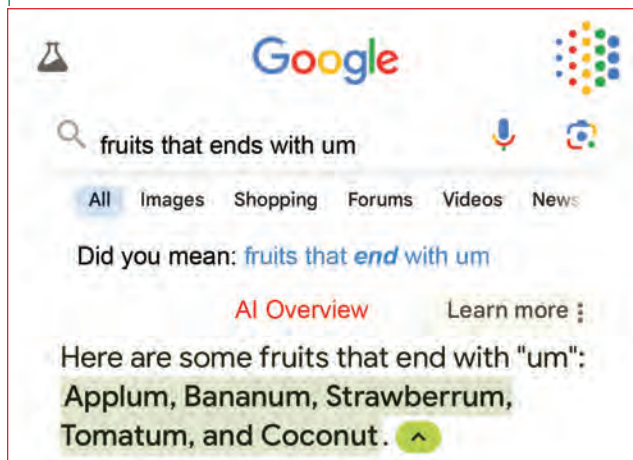 Google
fruits that ends with um
All Images Shopping Forums Videos News
Did you mean: fruits that end with um
AI Overview Learn more
Here are some fruits that end with "um":
Applum, Bananum, Strawberrum,
Tomatum, and Coconut.